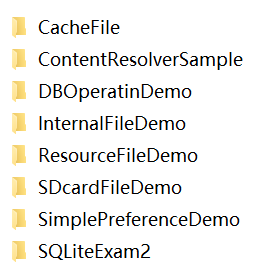 CacheFile
ContentResolverSample
DBOperatinDemo
InternalFileDemo
ResourceFileDemo
SDcardFileDemo
SimplePreferenceDemo
SQLiteExam2